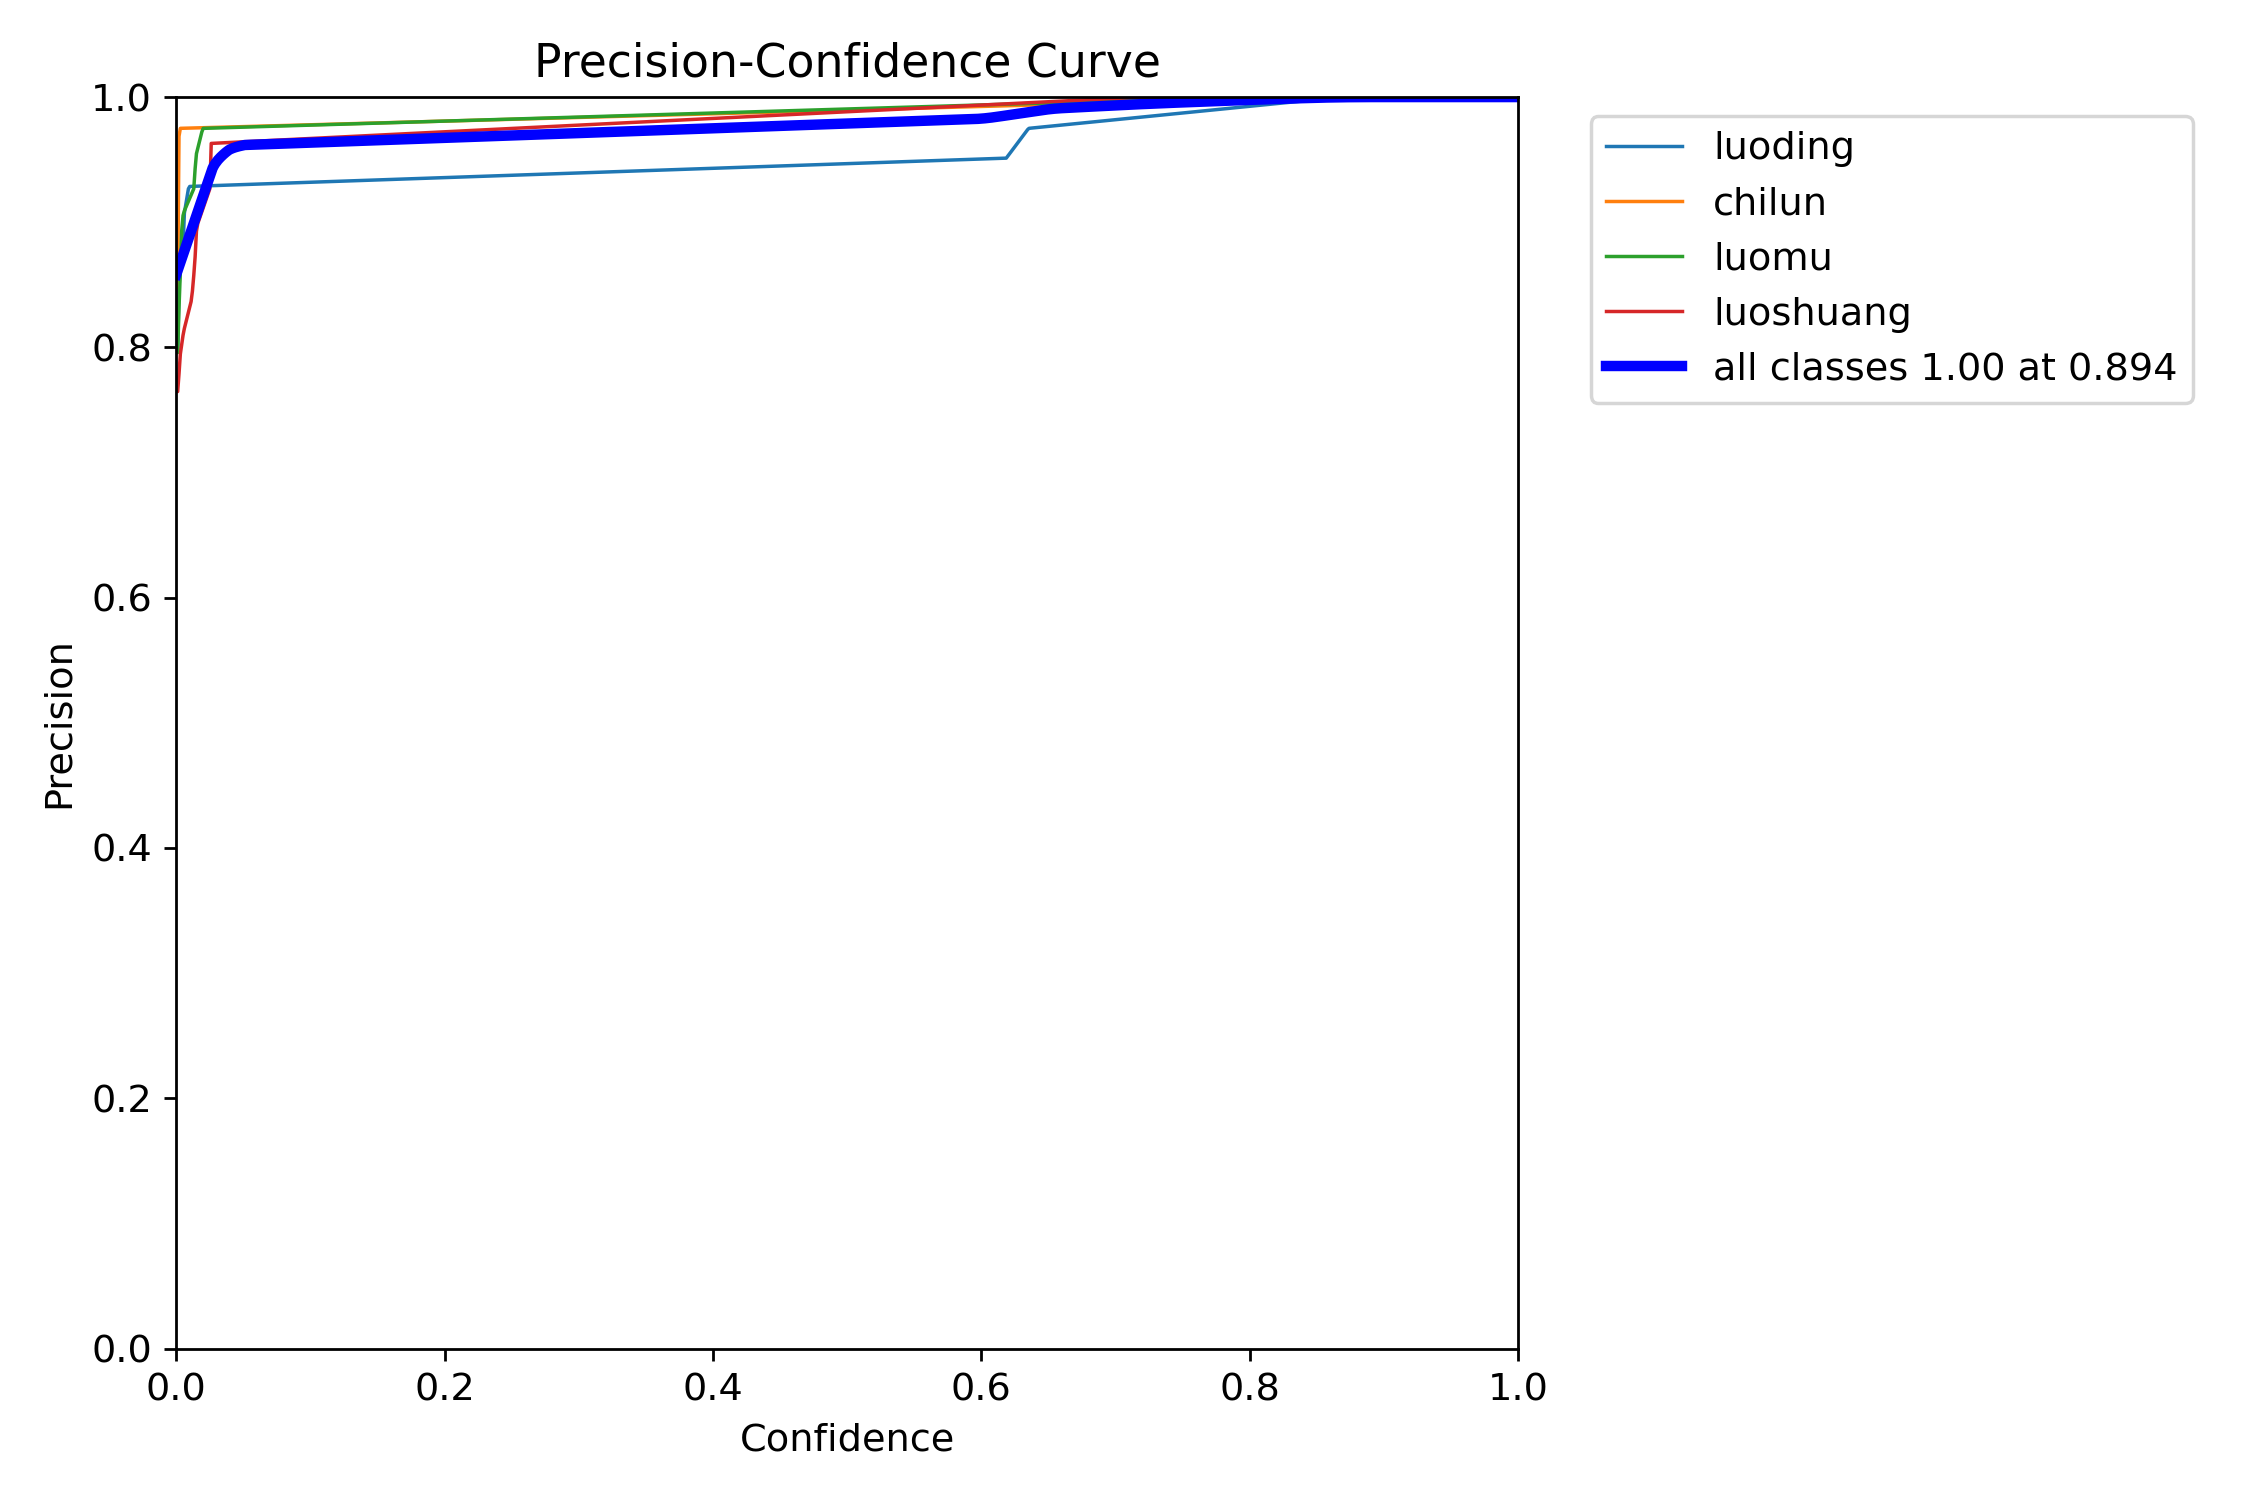 Precision-Confidence Curve
1.0
0.8
0.6
0.4
0.2
0.0
Precision
0.0 0.2 0.4 0.6 0.8 1.0
Confidence
luoding
chilun
luomu
luoshuang
all classes 1.00 at 0.894